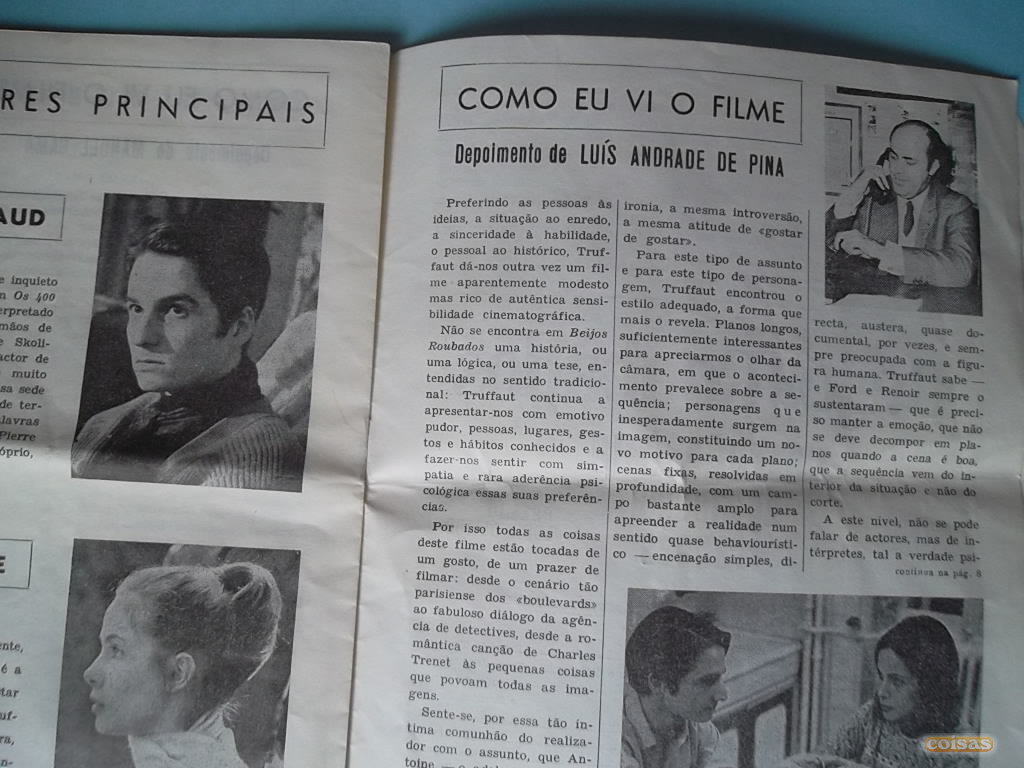 RES PRINCIPAIS
AUD
e inquieto
n Os 400
erpretado
mãos de
e Skoli-
actor de
muito
sa sede
de ter-
lavras
Pierre
óprio,
E
ente,
é a
tar
uf-
ra,
n-
COMO EU VI O FILME
Depoimento de LUÍS ANDRADE DE PINA
Preferindo as pessoas às
ideias, a situação ao enredo,
a sinceridade à habilidade,
o pessoal ao histórico, Truf-
faut dá-nos outra vez um fil-
me aparentemente modesto
mas rico de autêntica sensi-
bilidade cinematográfica.
Não se encontra em Beijos
Roubados uma história, ou
uma lógica, ou uma tese, en-
tendidas no sentido tradicio-
nal: Truffaut continua a
apresentar-nos com emotivo
pudor, pessoas, lugares, ges-
tos e hábitos conhecidos e a
fazer-nos sentir com sim-
patia e rara aderência psi-
cológica essas suas preferên-
cias.
Por isso todas as coisas
deste filme estão tocadas de
um gosto, de um prazer de
filmar: desde o cenário tão
parisiense dos «boulevards»
ao fabuloso diálogo da agên-
cia de detectives, desde a ro-
mântica canção de Charles
Trenet às pequenas coisas
que povoam todas as ima-
gens.
Sente-se, por essa tão ín-
tima comunhão do realiza-
dor com o assunto, que An-
toine — o
ironia, a mesma introversão,
a mesma atitude de «gostar
de gostar».
Para este tipo de assunto
e para este tipo de persona-
gem, Truffaut encontrou o
estilo adequado, a forma que
mais o revela. Planos longos,
suficientemente interessantes
para apreciarmos o olhar da
câmara, em que o aconteci-
mento prevalece sobre a se-
quência; personagens que
inesperadamente surgem na
imagem, constituindo um no-
vo motivo para cada plano;
cenas fixas, resolvidas em
profundidade, com um cam-
po bastante amplo para
apreender a realidade num
sentido quase behaviourísti-
co — encenação simples, di-
recta, austera, quase do-
cumental, por vezes, e sem-
pre preocupada com a figu-
ra humana. Truffaut sabe —
e Ford e Renoir sempre o
sustentaram — que é preci-
so manter a emoção, que não
se deve decompor em pla-
nos quando a cena é boa,
que a sequência vem do in-
terior da situação e não do
corte.
A este nível, não se pode
falar de actores, mas de in-
térpretes, tal a verdade psi-
continua na pág. 8
coisas